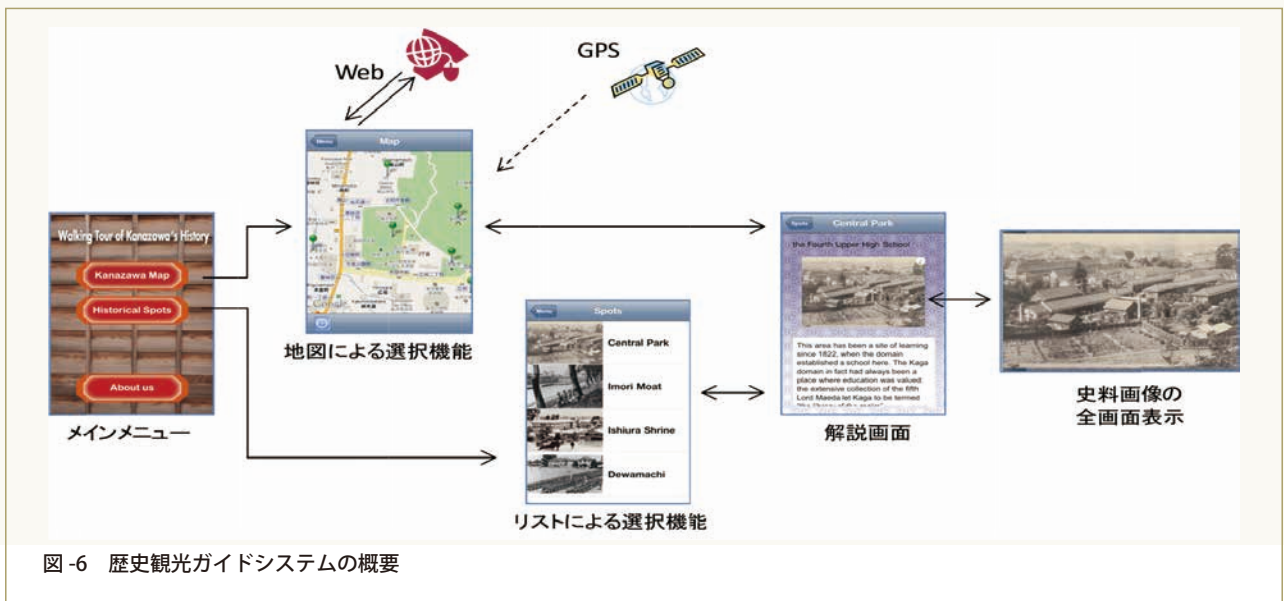 Web
GPS
Menu
Map
Google
地図による選択機能
Walking Tour of Kanazawa's History
Kanazawa Map
Historical Spots
About us
メインメニュー
Menu
Spots
Central Park
Imori Moat
Ishiura Shrine
Dewamachi
リストによる選択機能
Spots
Central Park
the Fourth Upper High School
This area has been a site of learning
since 1822, when the domain
established a school here. The Kaga
domain in fact had always been a
place where education was valued:
the extensive collection of the fifth
Lord Maeda let Kaga to be termed
解説画面
史料画像の
全画面表示
図-6 歴史観光ガイドシステムの概要